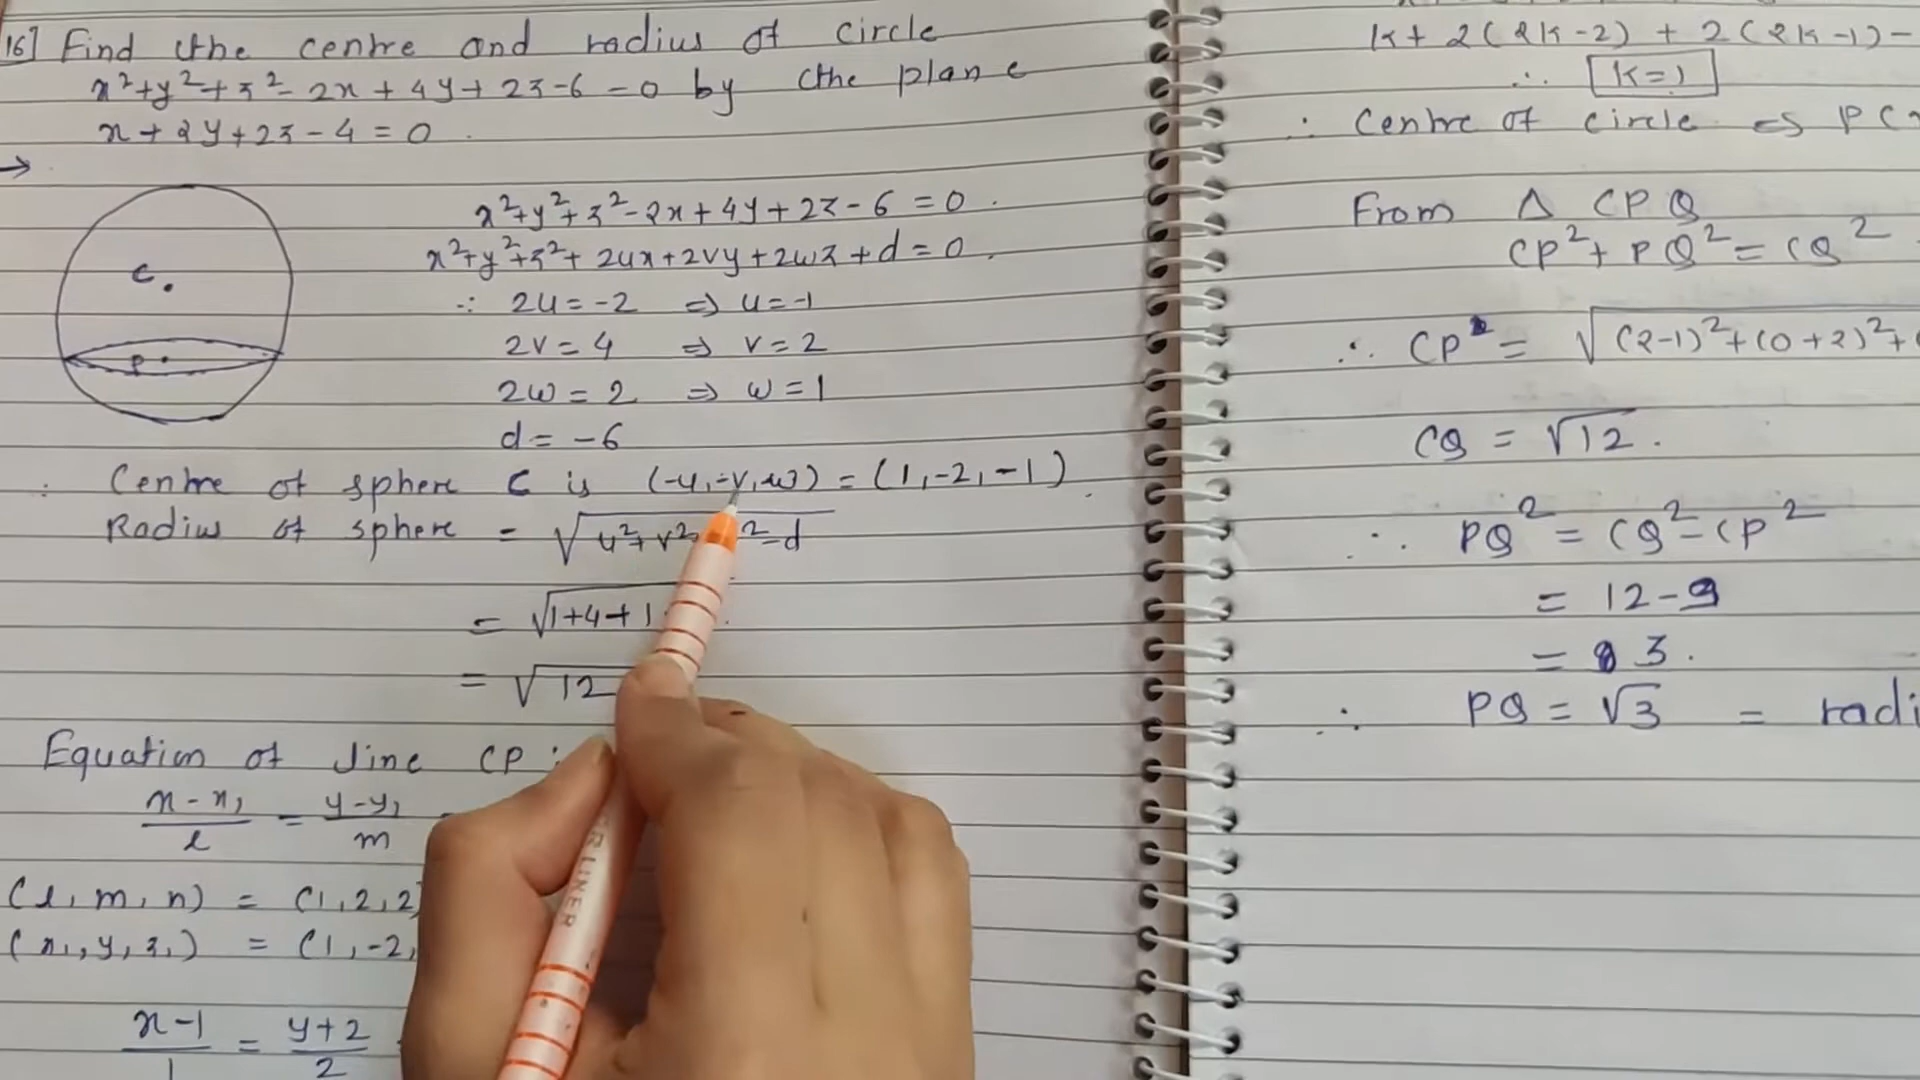 16] Find the centre and radius of circle
x²+y²+z²-2x+4y+2z-6=0 by the plane
x+2y+2z-4=0.
→
C.
P.
x²+y²+z²-2x+4y+2z-6=0.
x²+y²+z²+2ux+2vy+2wz+d=0.
∴ 2u=-2 ⇒ u=-1
2v=4 ⇒ v=2
2w=2 ⇒ w=1
d=-6
∴ Centre of sphere C is (-u,-v,-w) = (1,-2,-1)
Radius of sphere = √u²+v² ²-d
= √1+4+1
= √12
Equation of line CP :
x-x₁/l = y-y₁/m
(l,m,n) = (1,2,2)
(x₁,y₁,z₁) = (1,-2,
x-1/1 = y+2/2
k+2(2k-2)+2(2k-1)-
∴ k=1
∴ Centre of circle ⇒ P(
From Δ CPQ
CP²+PQ²=CQ²
∴ CP = √(2-1)²+(0+2)²+
CQ = √12.
∴ PQ² = CQ²-CP²
= 12-9
= 3.
∴ PQ = √3 = radi